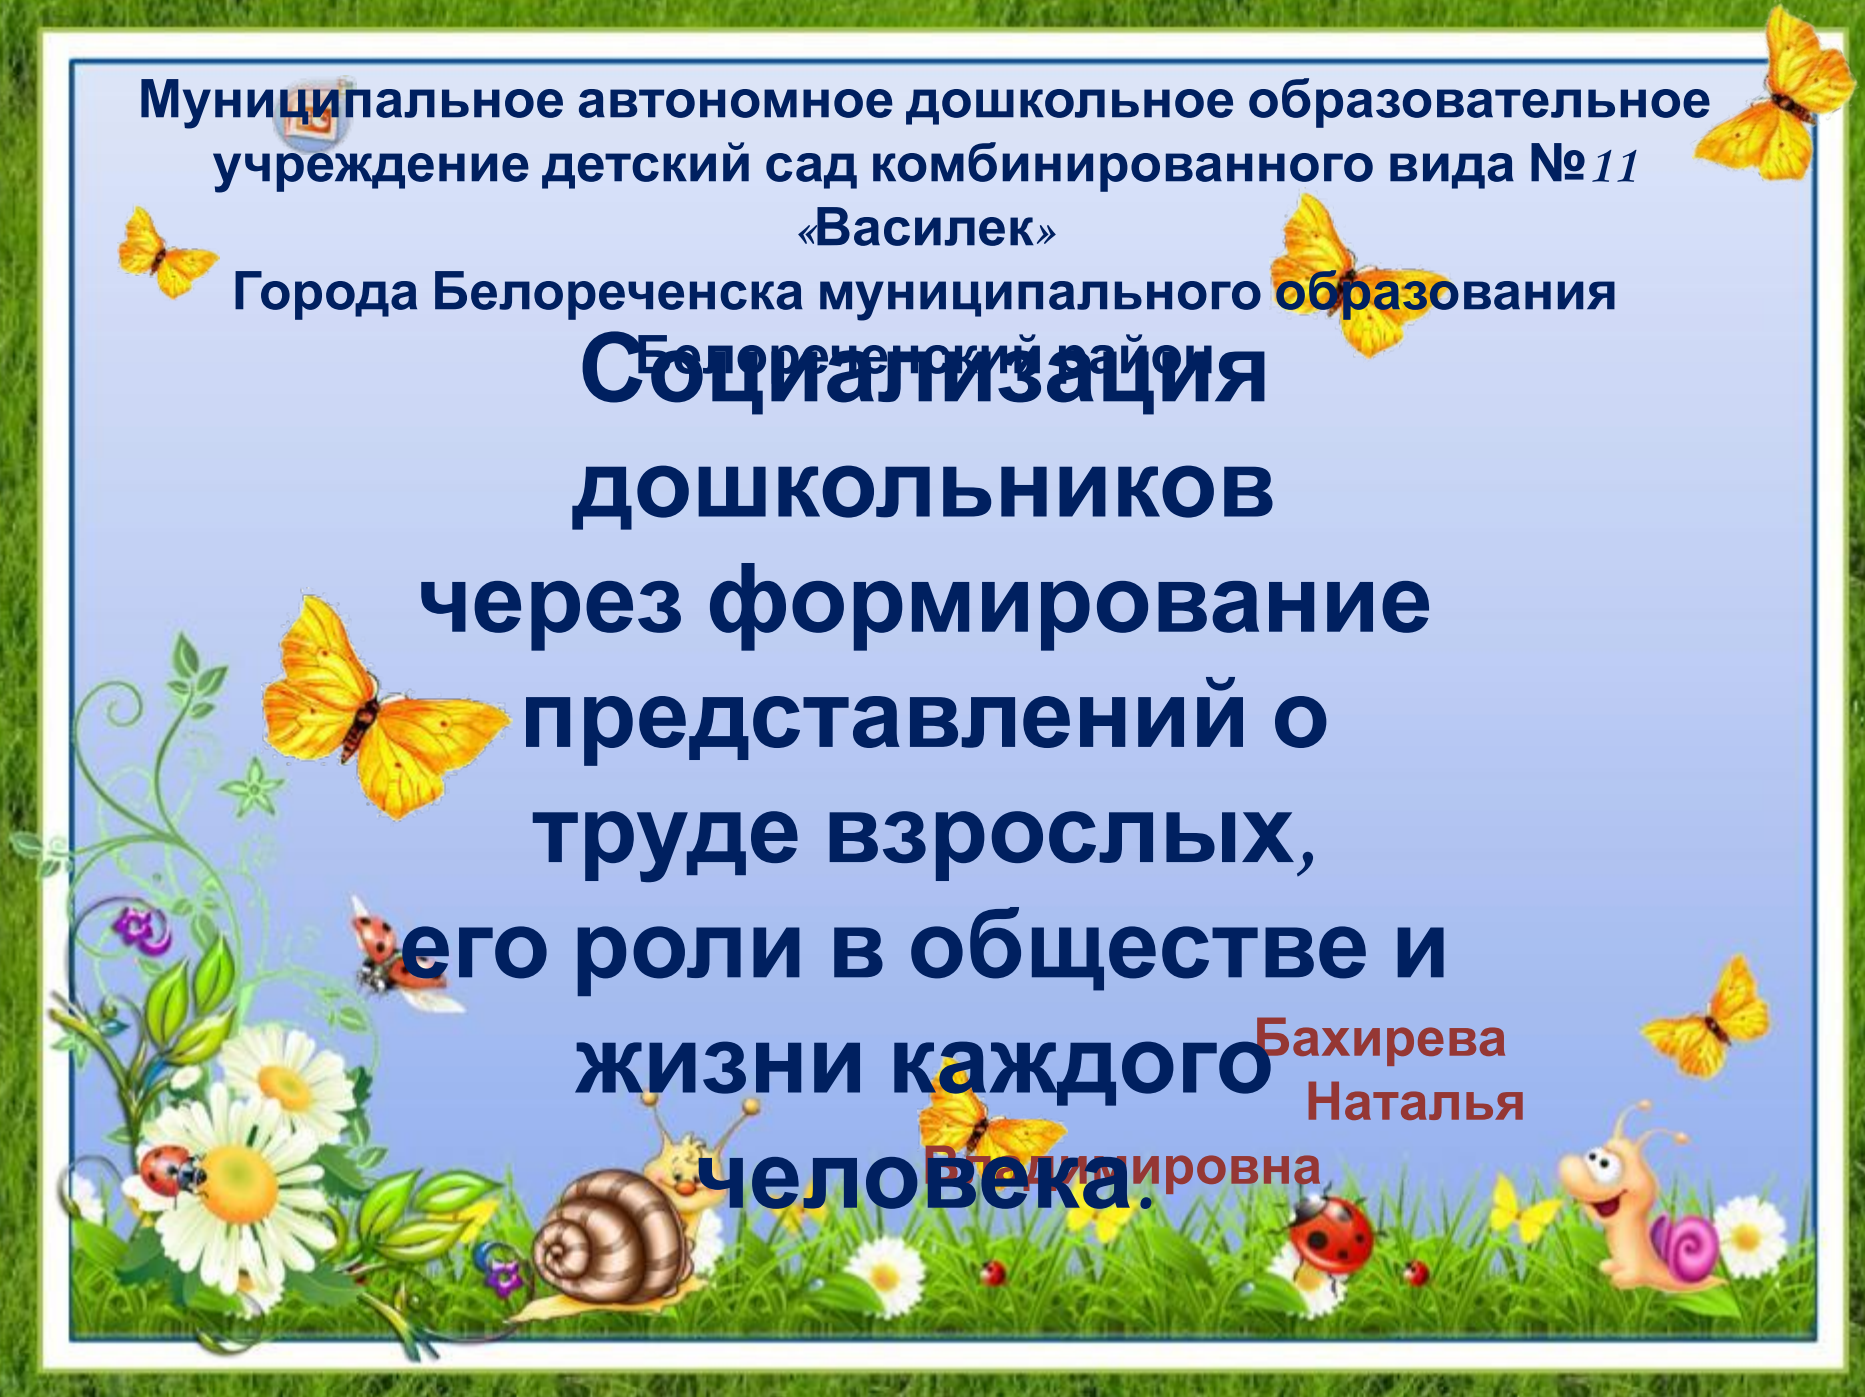 Муниципальное автономное дошкольное образовательное
учреждение детский сад комбинированного вида №11
«Василек»
Города Белореченска муниципального образования
Белореченский район
Социализация
дошкольников
через формирование
представлений о
труде взрослых,
его роли в обществе и
жизни каждого
человека.
Бахирева
Наталья
Владимировна